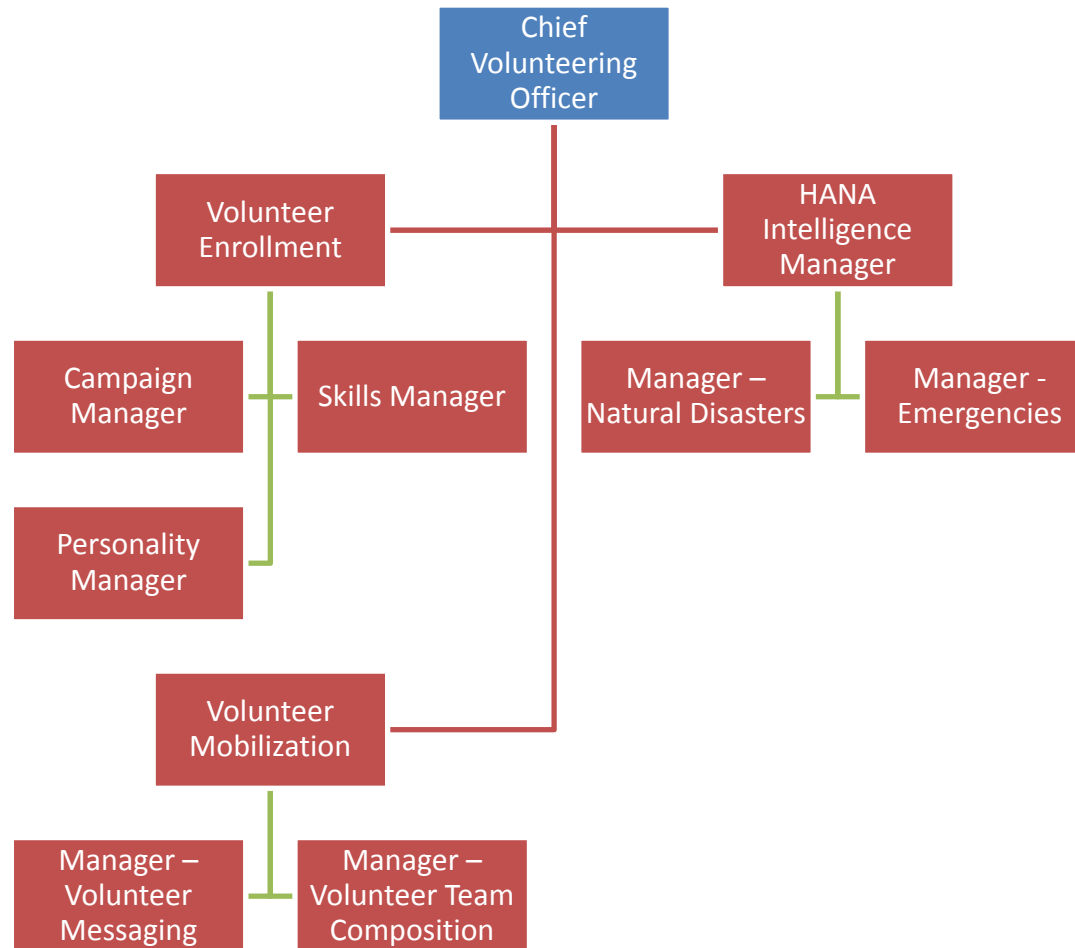 Chief
Volunteering
Officer
Volunteer
Enrollment
HANA
Intelligence
Manager
Campaign
Manager
Skills Manager
Manager –
Natural Disasters
Manager -
Emergencies
Personality
Manager
Volunteer
Mobilization
Manager –
Volunteer
Messaging
Manager –
Volunteer Team
Composition